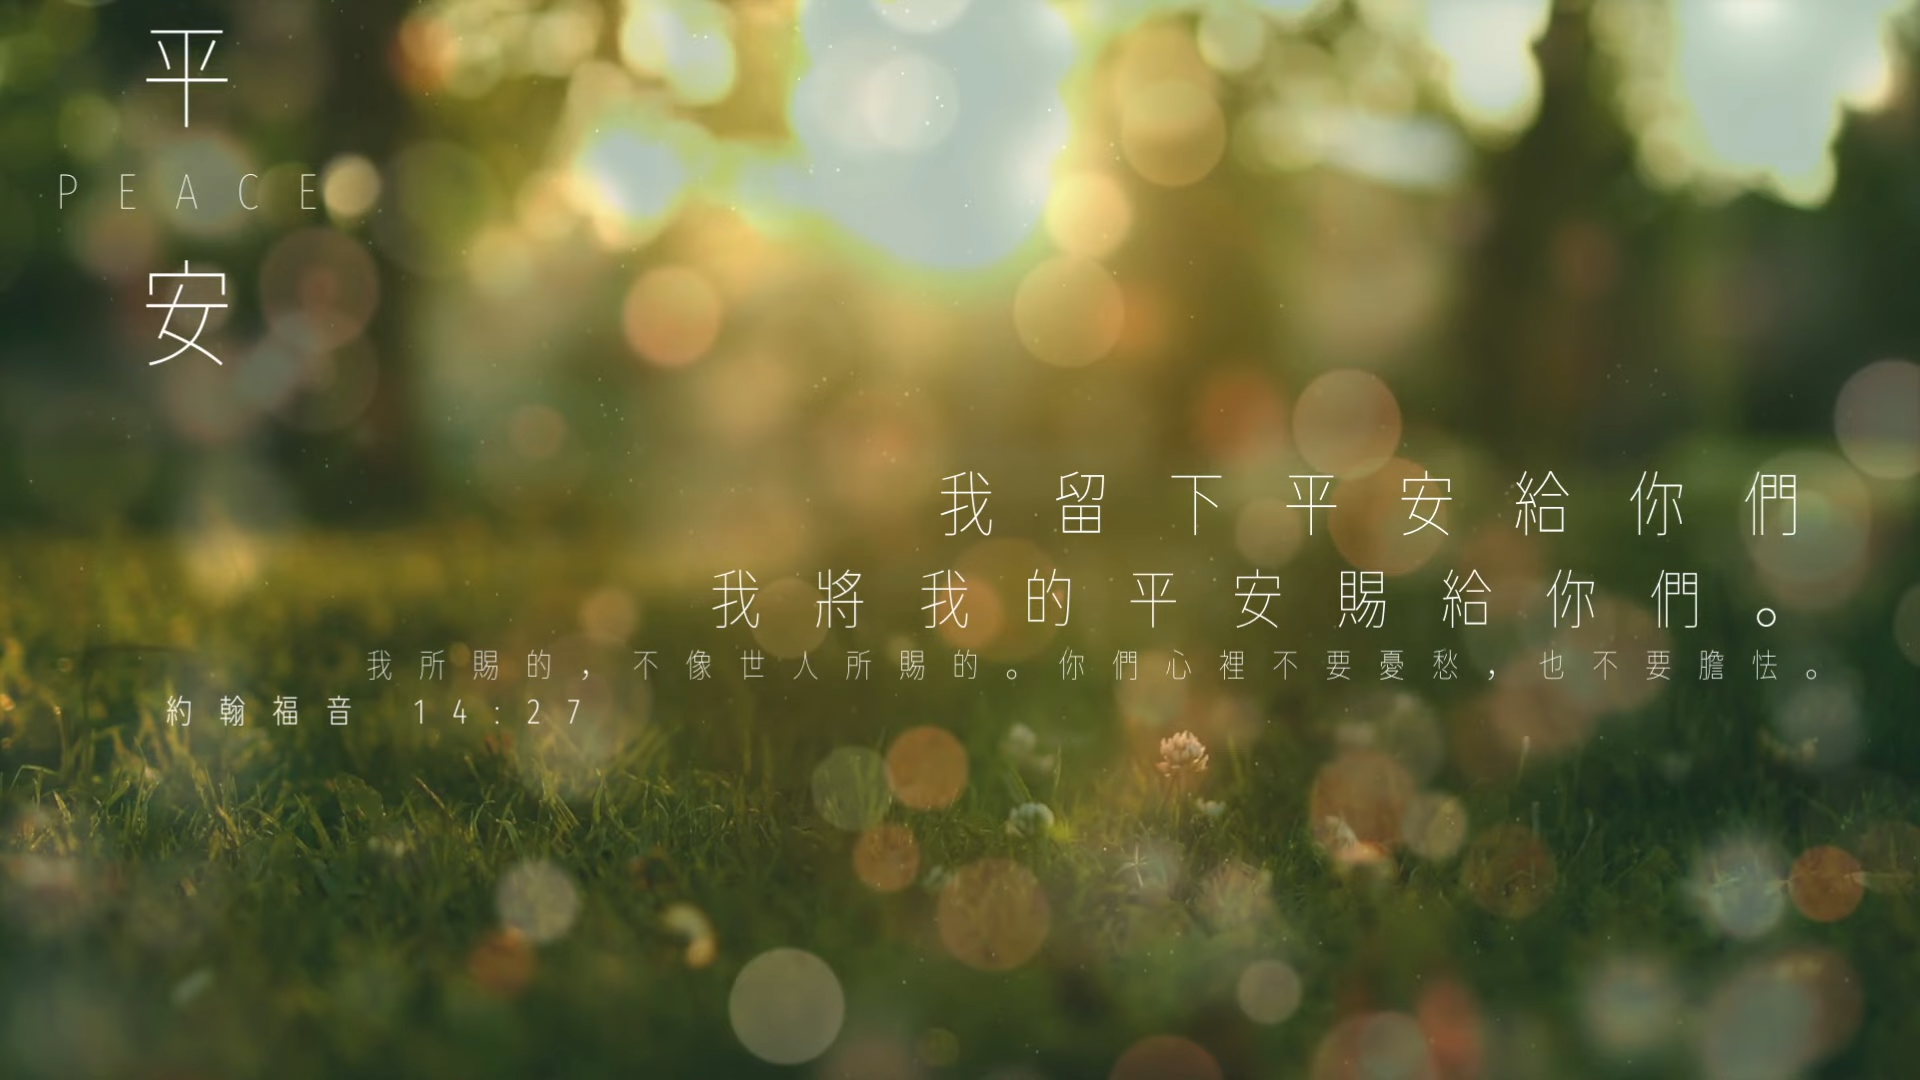 平
PEACE
安
我留下平安給你們
我將我的平安賜給你們。
我所賜的，不像世人所賜的。你們心裡不要憂愁，也不要膽怯。
約翰福音 14:27